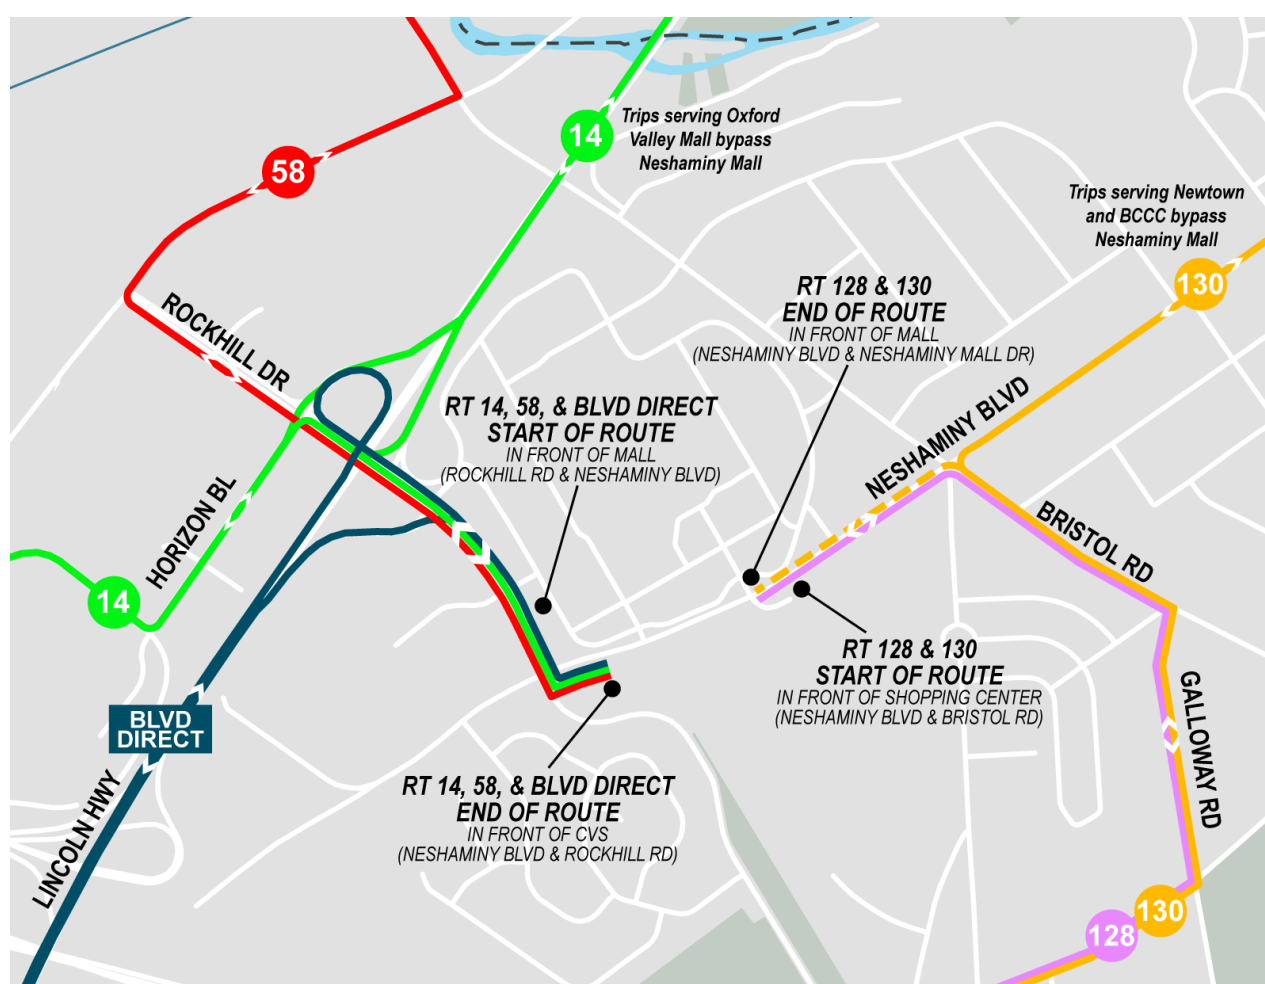 14
Trips serving Oxford
Valley Mall bypass
Neshaminy Mall
58
Trips serving Newtown
and BCCC bypass
Neshaminy Mall
130
RT 128 & 130
END OF ROUTE
IN FRONT OF MALL
(NESHAMINY BLVD & NESHAMINY MALL DR)
ROCKHILL DR
NESHAMINY BLVD
RT 14, 58, & BLVD DIRECT
START OF ROUTE
IN FRONT OF MALL
(ROCKHILL RD & NESHAMINY BLVD)
HORIZON BL
BRISTOL RD
14
RT 128 & 130
START OF ROUTE
IN FRONT OF SHOPPING CENTER
(NESHAMINY BLVD & BRISTOL RD)
GALLOWAY RD
BLVD
DIRECT
LINCOLN HWY
RT 14, 58, & BLVD DIRECT
END OF ROUTE
IN FRONT OF CVS
(NESHAMINY BLVD & ROCKHILL RD)
130
128